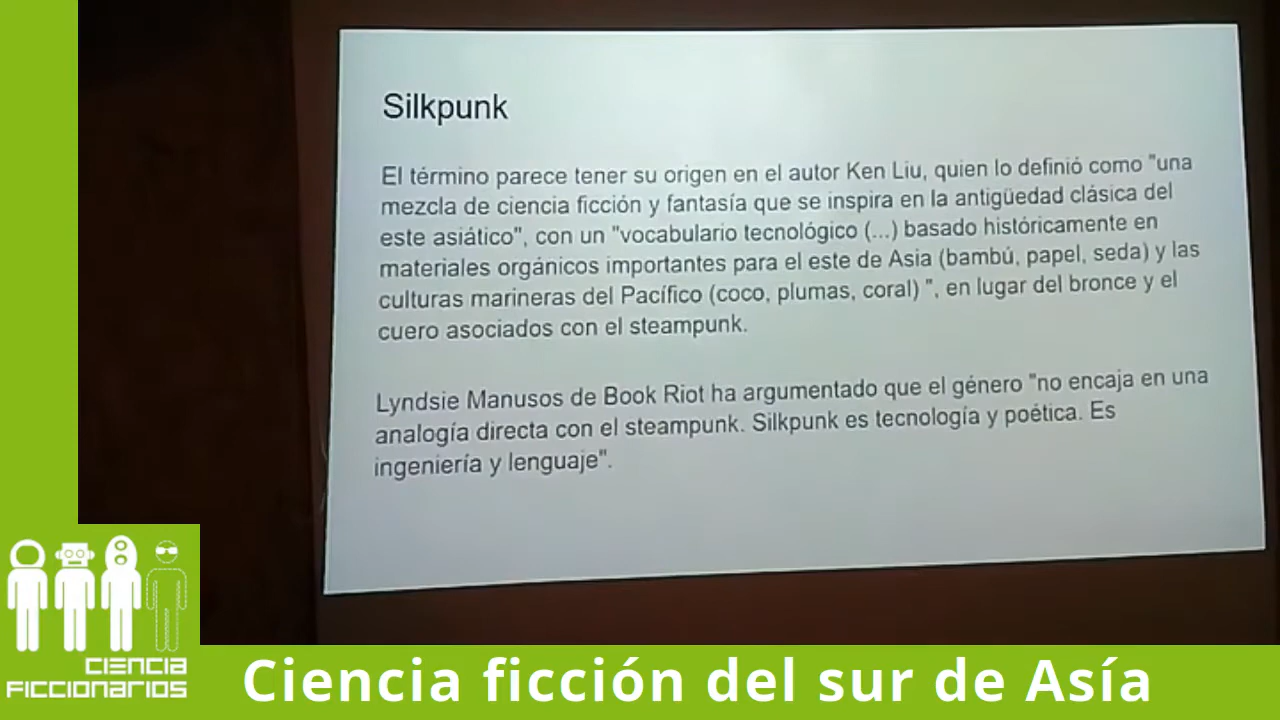 Silkpunk
El término parece tener su origen en el autor Ken Liu, quien lo definió como "una
mezcla de ciencia ficción y fantasía que se inspira en la antigüedad clásica del
este asiático", con un "vocabulario tecnológico (...) basado históricamente en
materiales orgánicos importantes para el este de Asia (bambú, papel, seda) y las
culturas marineras del Pacífico (coco, plumas, coral) ", en lugar del bronce y el
cuero asociados con el steampunk.
Lyndsie Manusos de Book Riot ha argumentado que el género "no encaja en una
analogía directa con el steampunk. Silkpunk es tecnología y poética. Es
ingeniería y lenguaje".
CIENCIA
FICCIONARIOS
Ciencia ficción del sur de Asía